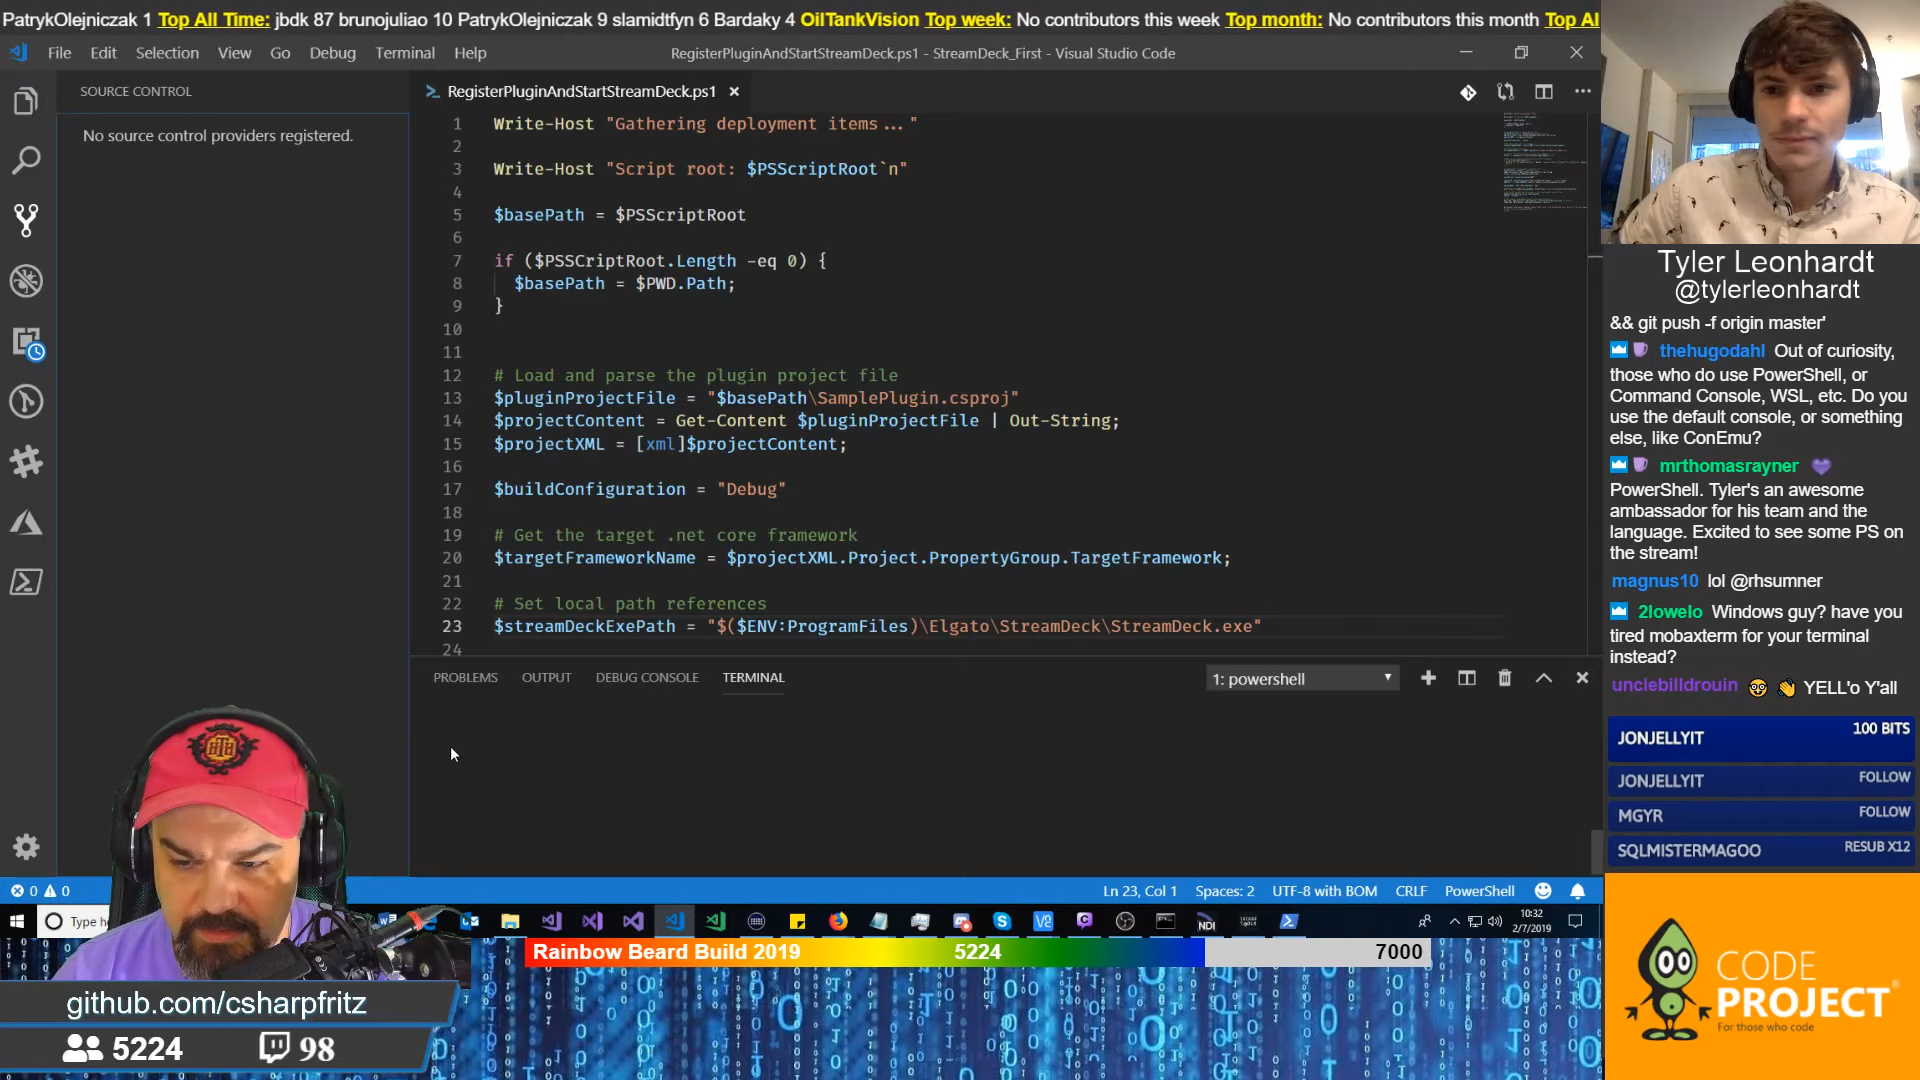 PatrykOlejniczak 1 Top All Time: jbdk 87 brunojuliao 10 PatrykOlejniczak 9 slamidtfyn 6 Bardaky 4 OilTankVision Top week: No contributors this week Top month: No contributors this month Top Al
File Edit Selection View Go Debug Terminal Help
RegisterPluginAndStartStreamDeck.ps1 - StreamDeck_First - Visual Studio Code
SOURCE CONTROL
No source control providers registered.
RegisterPluginAndStartStreamDeck.ps1
1 Write-Host "Gathering deployment items..."
2
3 Write-Host "Script root: $PSScriptRoot`n"
4
5 $basePath = $PSScriptRoot
6
7 if ($PSSCriptRoot.Length -eq 0) {
8 $basePath = $PWD.Path;
9 }
10
11
12 # Load and parse the plugin project file
13 $pluginProjectFile = "$basePath\SamplePlugin.csproj"
14 $projectContent = Get-Content $pluginProjectFile | Out-String;
15 $projectXML = [xml]$projectContent;
16
17 $buildConfiguration = "Debug"
18
19 # Get the target .net core framework
20 $targetFrameworkName = $projectXML.Project.PropertyGroup.TargetFramework;
21
22 # Set local path references
23 $streamDeckExePath = "$($ENV:ProgramFiles)\Elgato\StreamDeck\StreamDeck.exe"
24
PROBLEMS OUTPUT DEBUG CONSOLE TERMINAL
1: powershell
0 0
Ln 23, Col 1 Spaces: 2 UTF-8 with BOM CRLF PowerShell
Type he
10:32
2/7/2019
Rainbow Beard Build 2019 5224 7000
github.com/csharpfritz
5224 98
Tyler Leonhardt
@tylerleonhardt
&& git push -f origin master'
thehugodahl Out of curiosity,
those who do use PowerShell, or
Command Console, WSL, etc. Do you
use the default console, or something
else, like ConEmu?
mrthomasrayner
PowerShell. Tyler's an awesome
ambassador for his team and the
language. Excited to see some PS on
the stream!
magnus10 lol @rhsumner
2lowelo Windows guy? have you
tired mobaxterm for your terminal
instead?
unclebilldrouin YELL'o Y'all
JONJELLYIT 100 BITS
JONJELLYIT FOLLOW
MGYR FOLLOW
SQLMISTERMAGOO RESUB X12
CODE
PROJECT®
For those who code